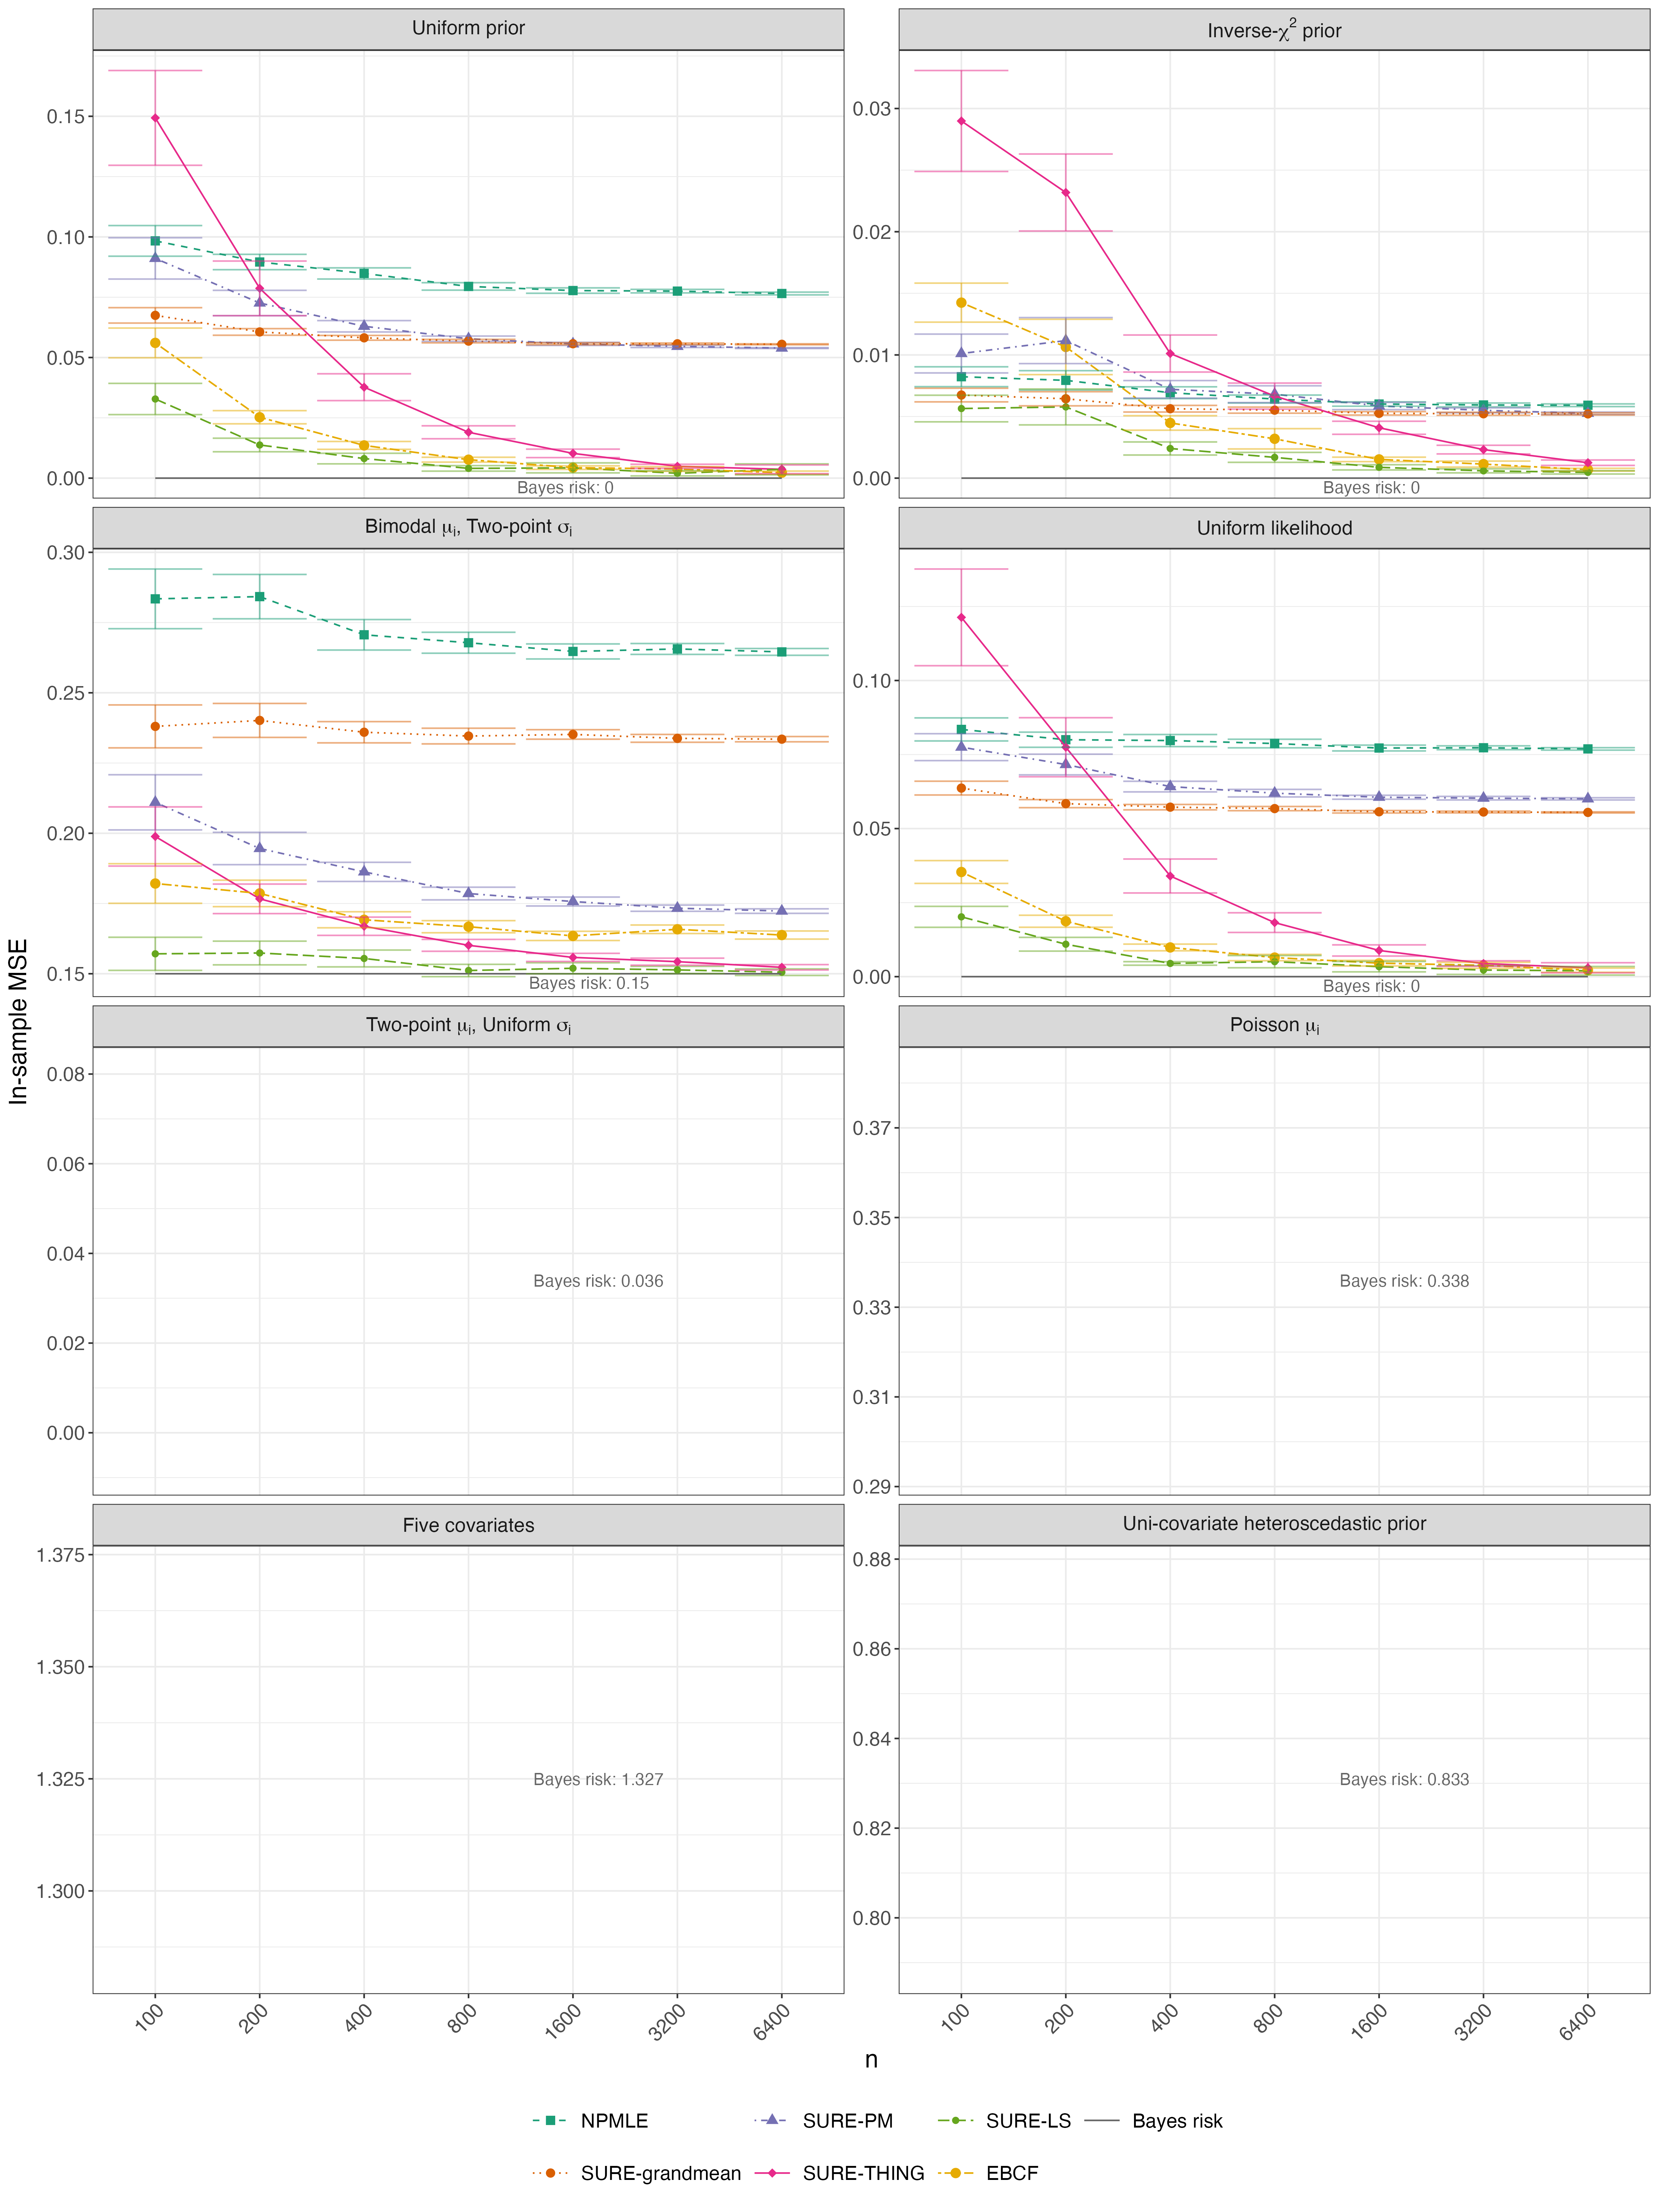 Uniform prior
Inverse-χ² prior
0.15
0.10
0.05
0.00
Bayes risk: 0
0.03
0.02
0.01
0.00
Bayes risk: 0
Bimodal μᵢ, Two-point σᵢ
Uniform likelihood
0.30
0.25
0.20
0.15
Bayes risk: 0.15
0.10
0.05
0.00
Bayes risk: 0
In-sample MSE
Two-point μᵢ, Uniform σᵢ
Poisson μᵢ
0.08
0.06
0.04
0.02
0.00
Bayes risk: 0.036
0.37
0.35
0.33
0.31
0.29
Bayes risk: 0.338
Five covariates
Uni-covariate heteroscedastic prior
1.375
1.350
1.325
1.300
Bayes risk: 1.327
0.88
0.86
0.84
0.82
0.80
Bayes risk: 0.833
100 200 400 800 1600 3200 6400
100 200 400 800 1600 3200 6400
n
NPMLE SURE-PM SURE-LS Bayes risk
SURE-grandmean SURE-THING EBCF